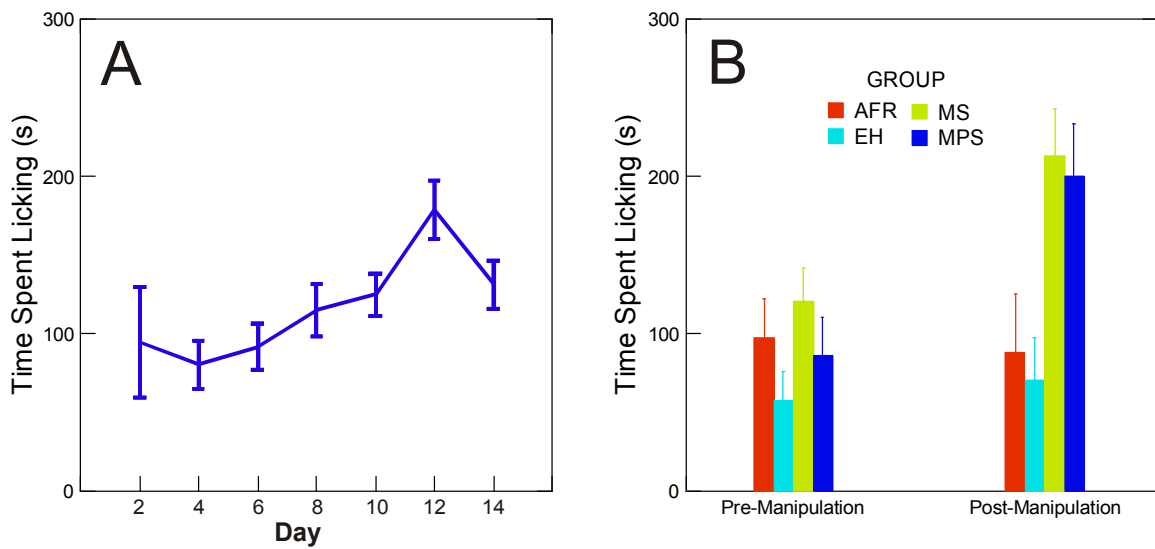 A
Time Spent Licking (s)
300
200
100
0
2 4 6 8 10 12 14
Day
B
Time Spent Licking (s)
300
200
100
0
GROUP
AFR MS
EH MPS
Pre-Manipulation Post-Manipulation